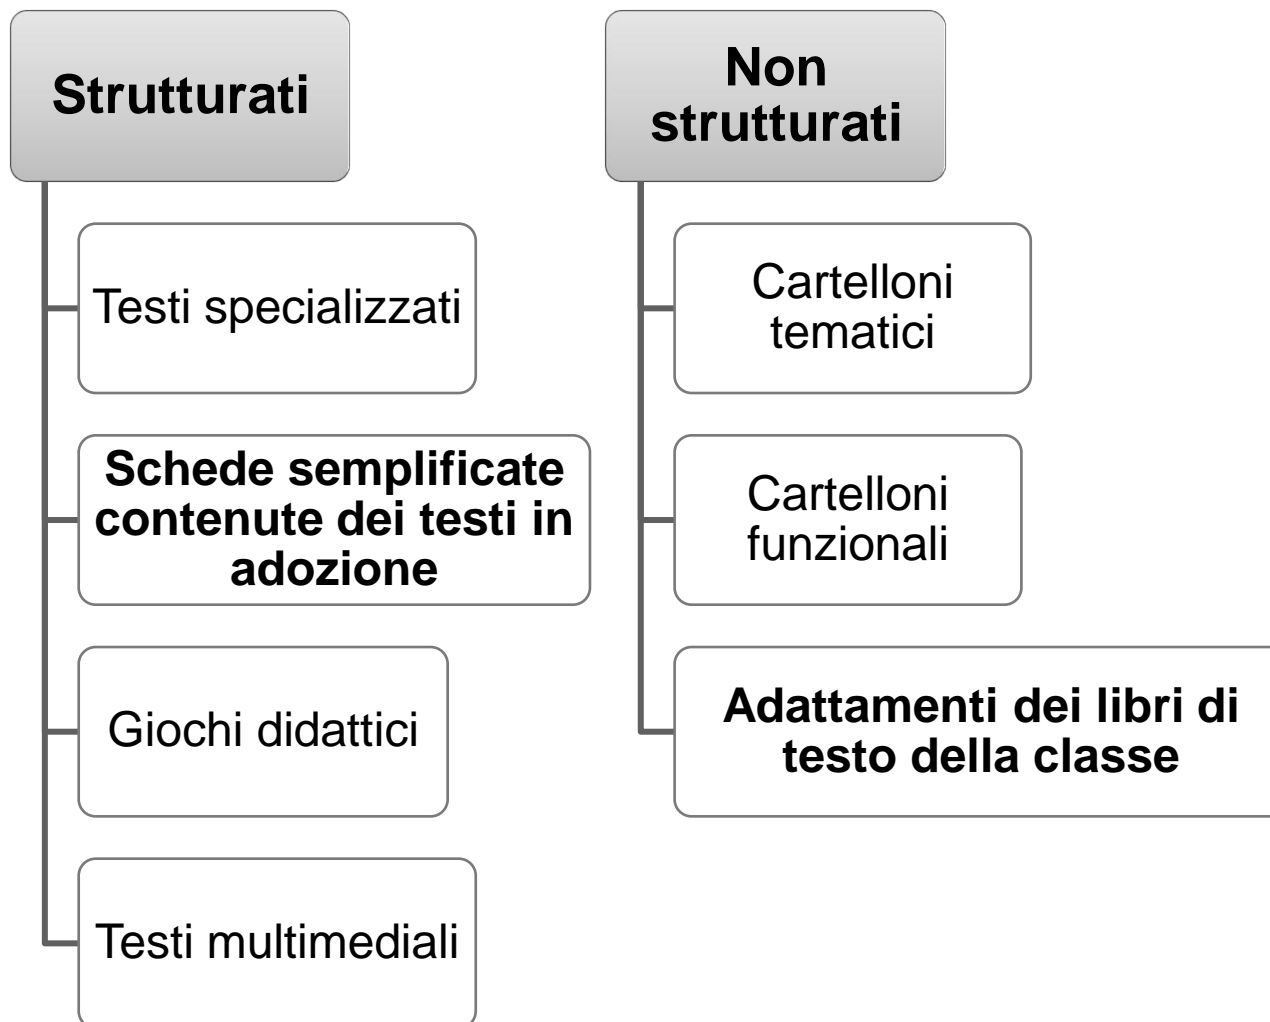 Strutturati
Testi specializzati
Schede semplificate
contenute dei testi in
adozione
Giochi didattici
Testi multimediali
Non
strutturati
Cartelloni
tematici
Cartelloni
funzionali
Adattamenti dei libri di
testo della classe